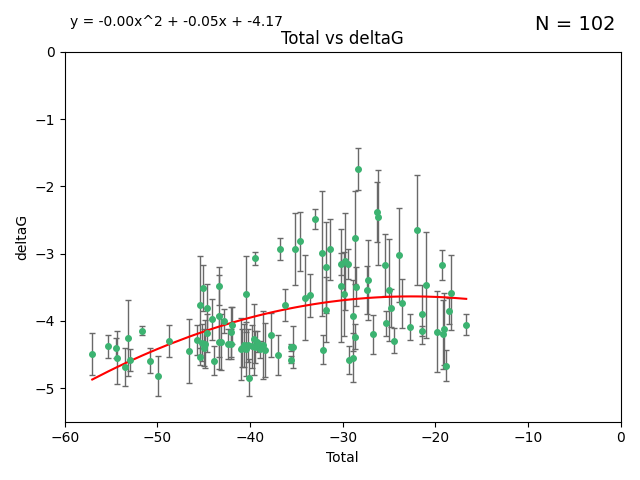 y = -0.00x^2 + -0.05x + -4.17
N = 102
Total vs deltaG
0
−1
−2
−3
−4
−5
deltaG
−60 −50 −40 −30 −20 −10 0
Total